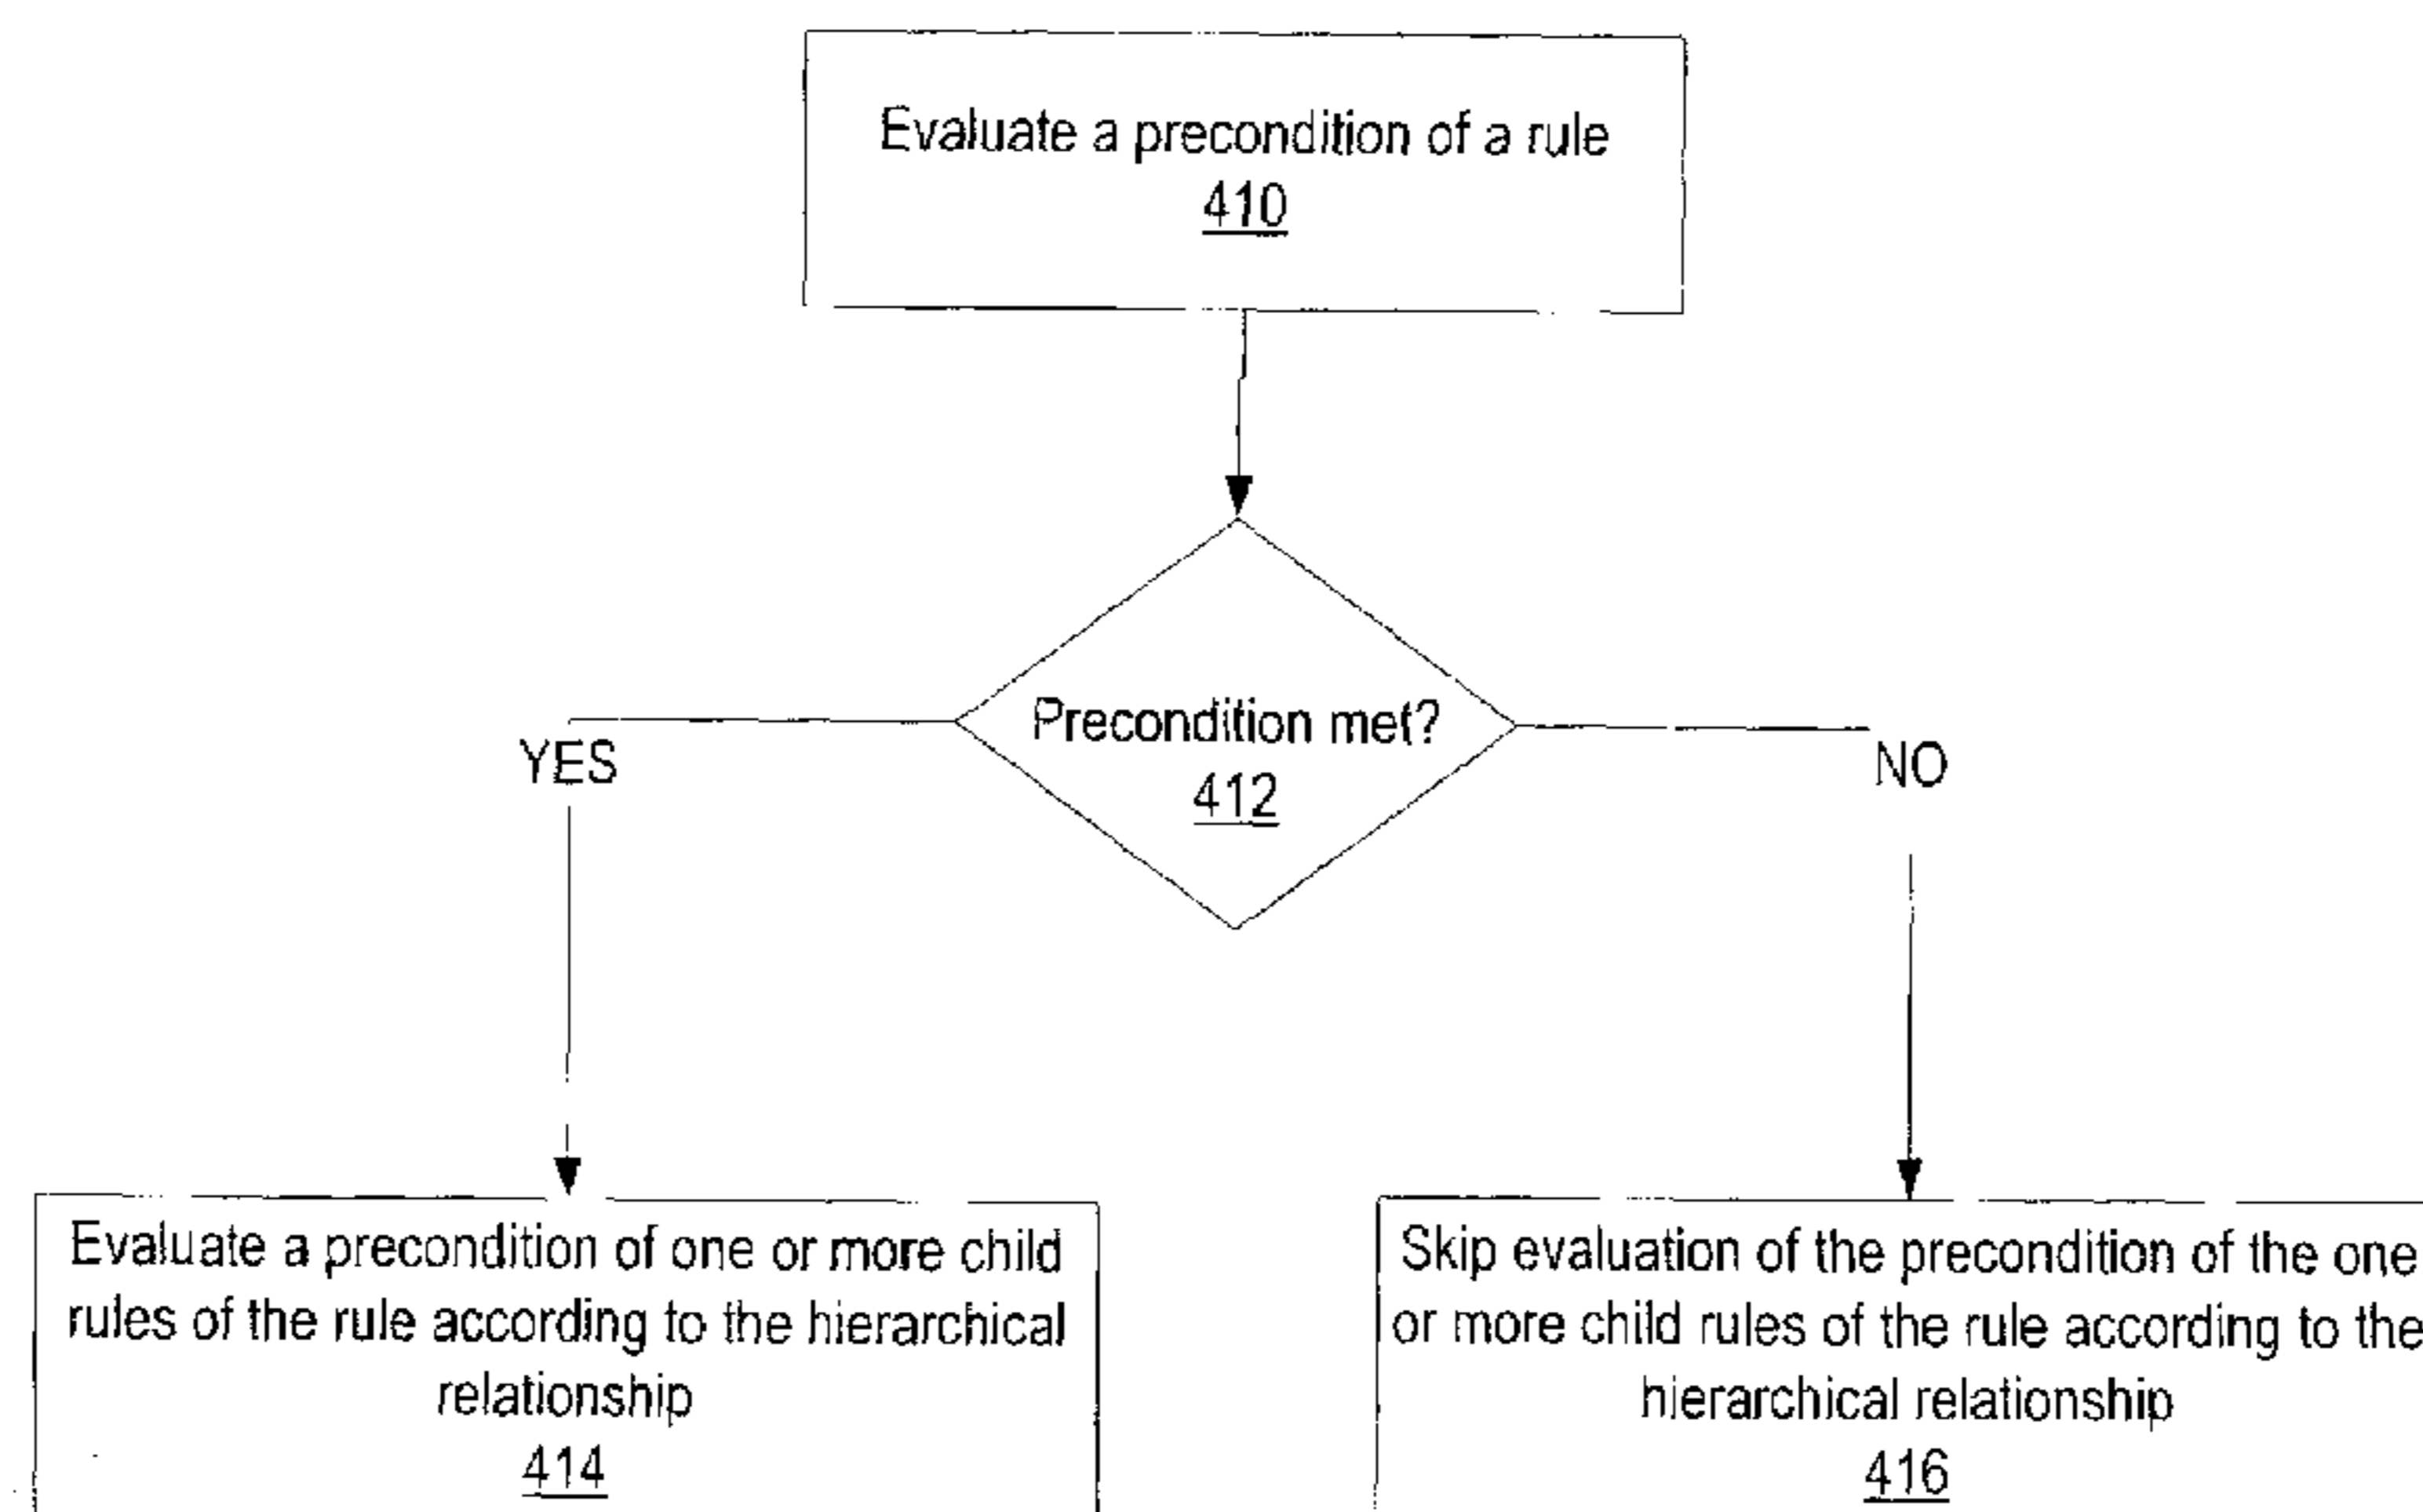 Evaluate a precondition of a rule
410
Precondition met?
412
YES
NO
Evaluate a precondition of one or more child
rules of the rule according to the hierarchical
relationship
414
Skip evaluation of the precondition of the one
or more child rules of the rule according to the
hierarchical relationship
416